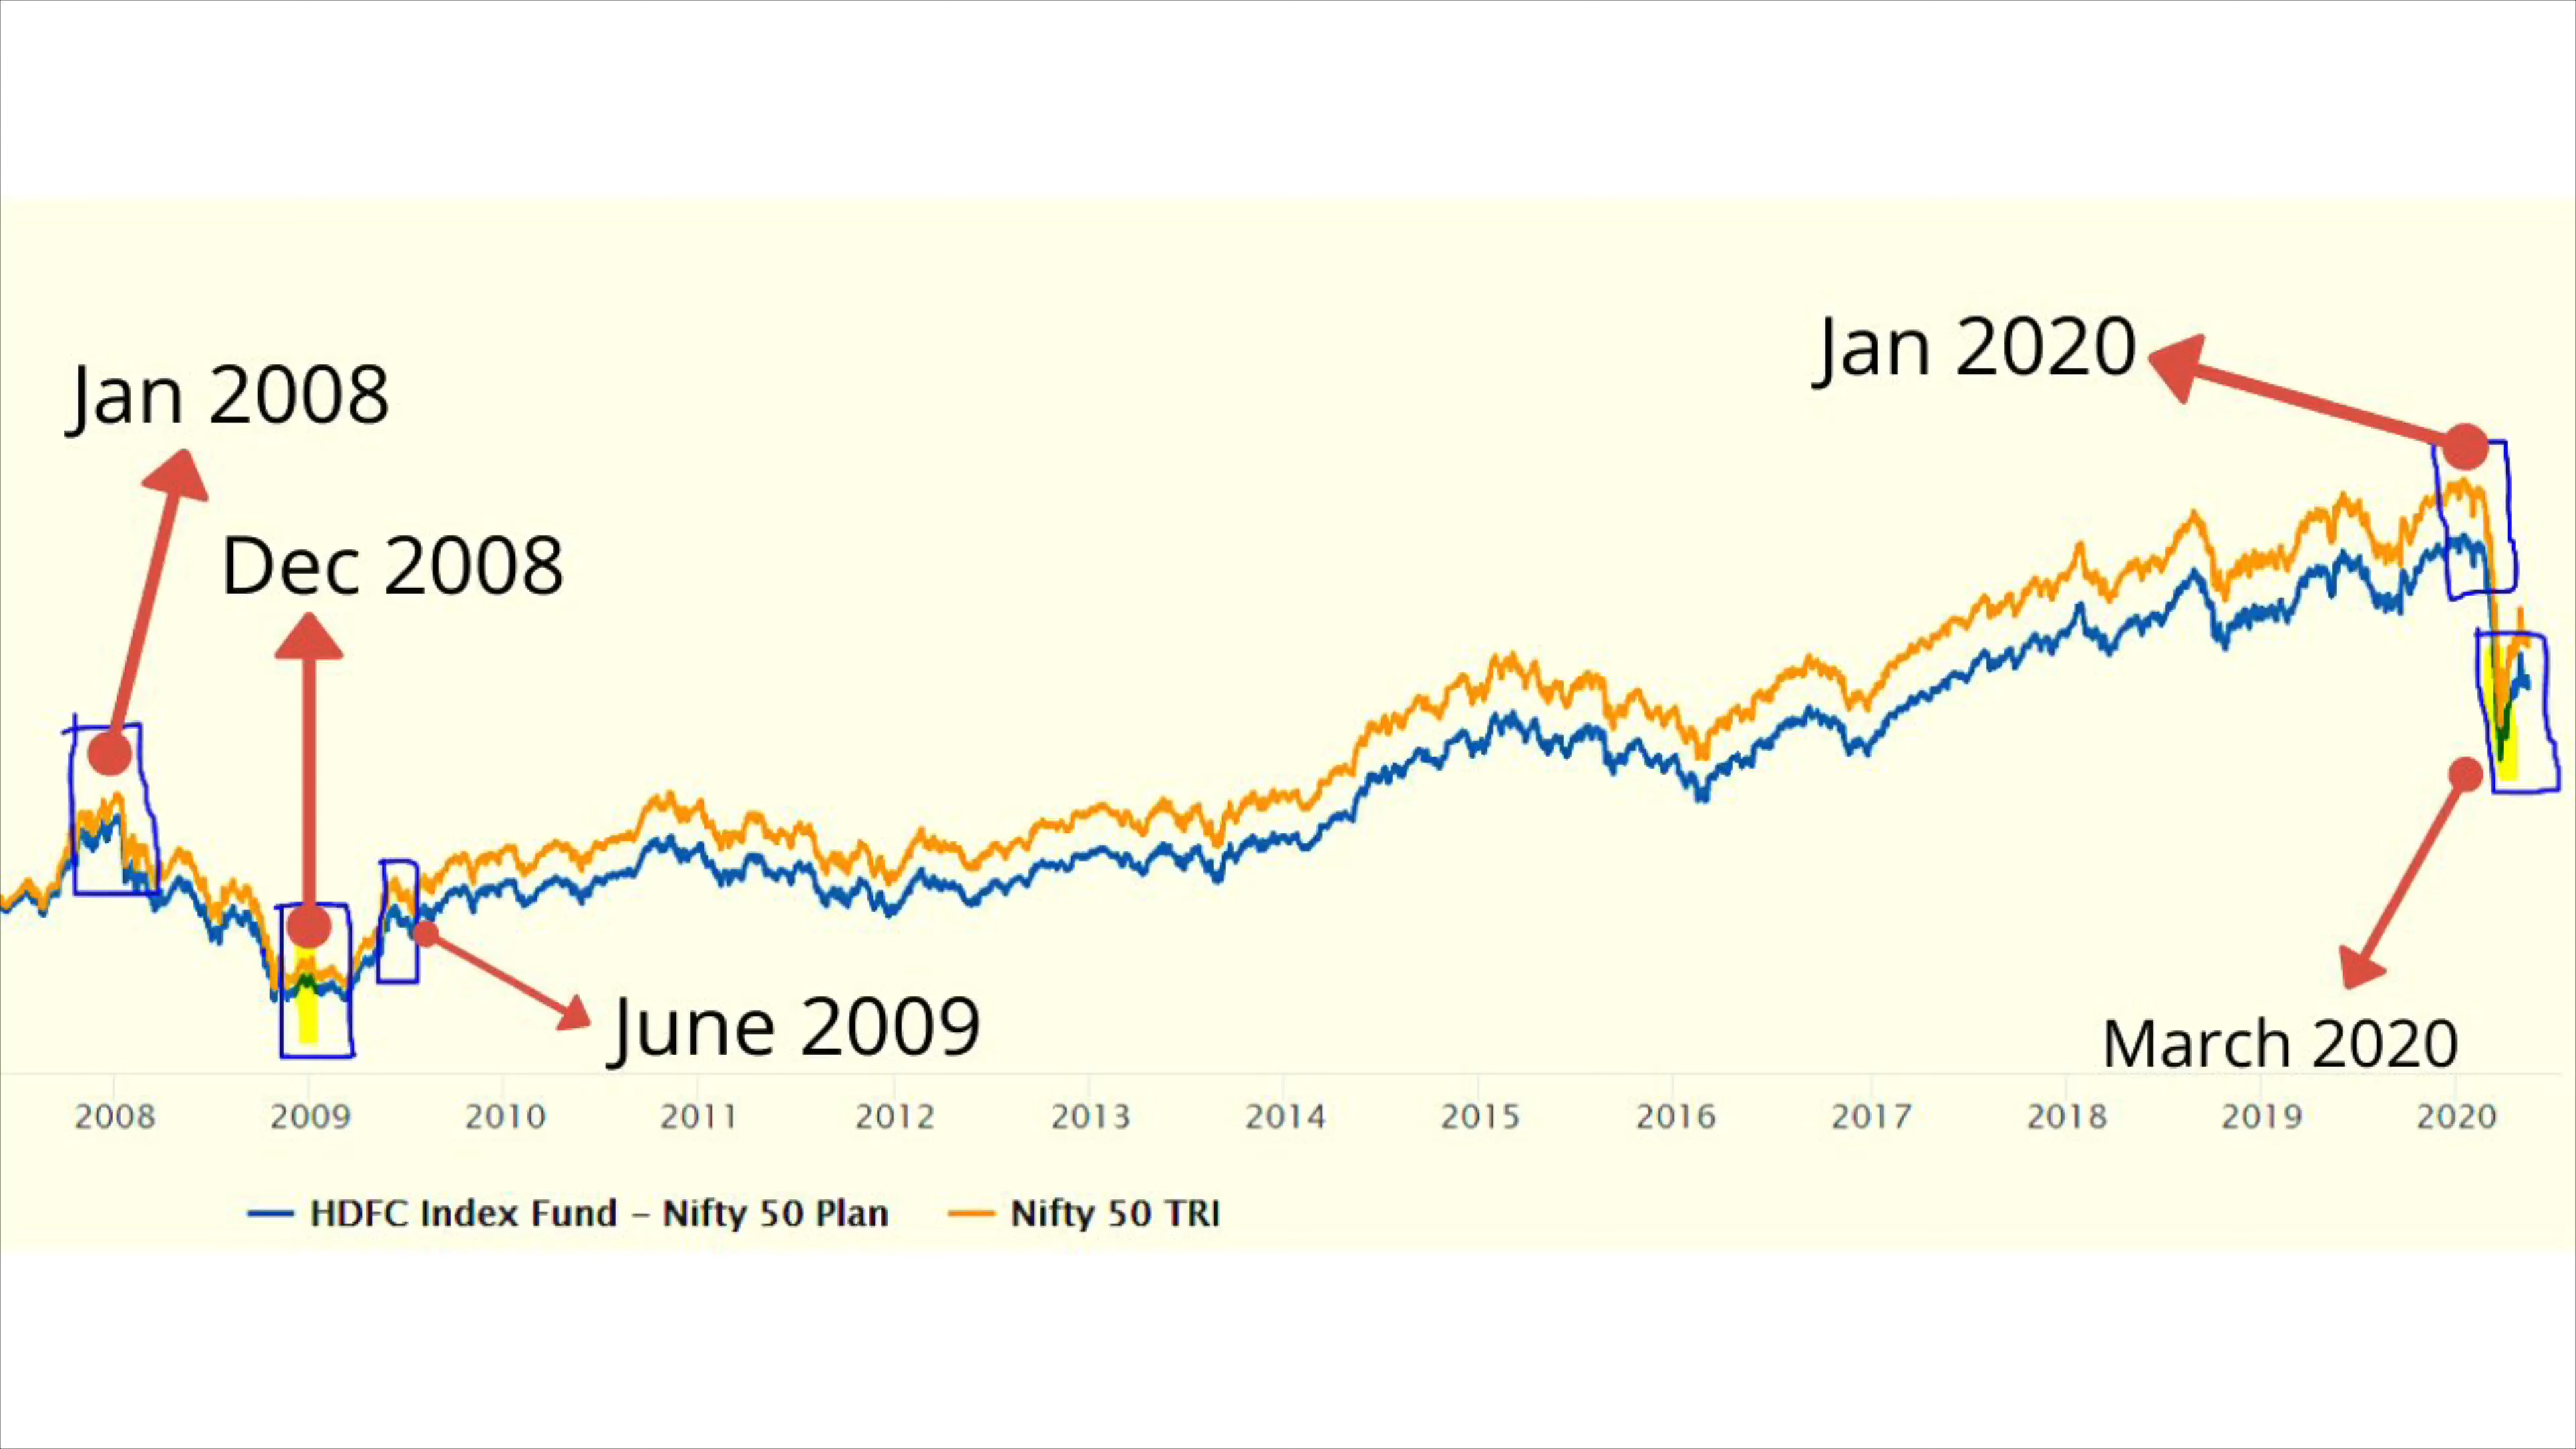 Jan 2020
Jan 2008
Dec 2008
June 2009
March 2020
2008 2009 2010 2011 2012 2013 2014 2015 2016 2017 2018 2019 2020
HDFC Index Fund – Nifty 50 Plan Nifty 50 TRI